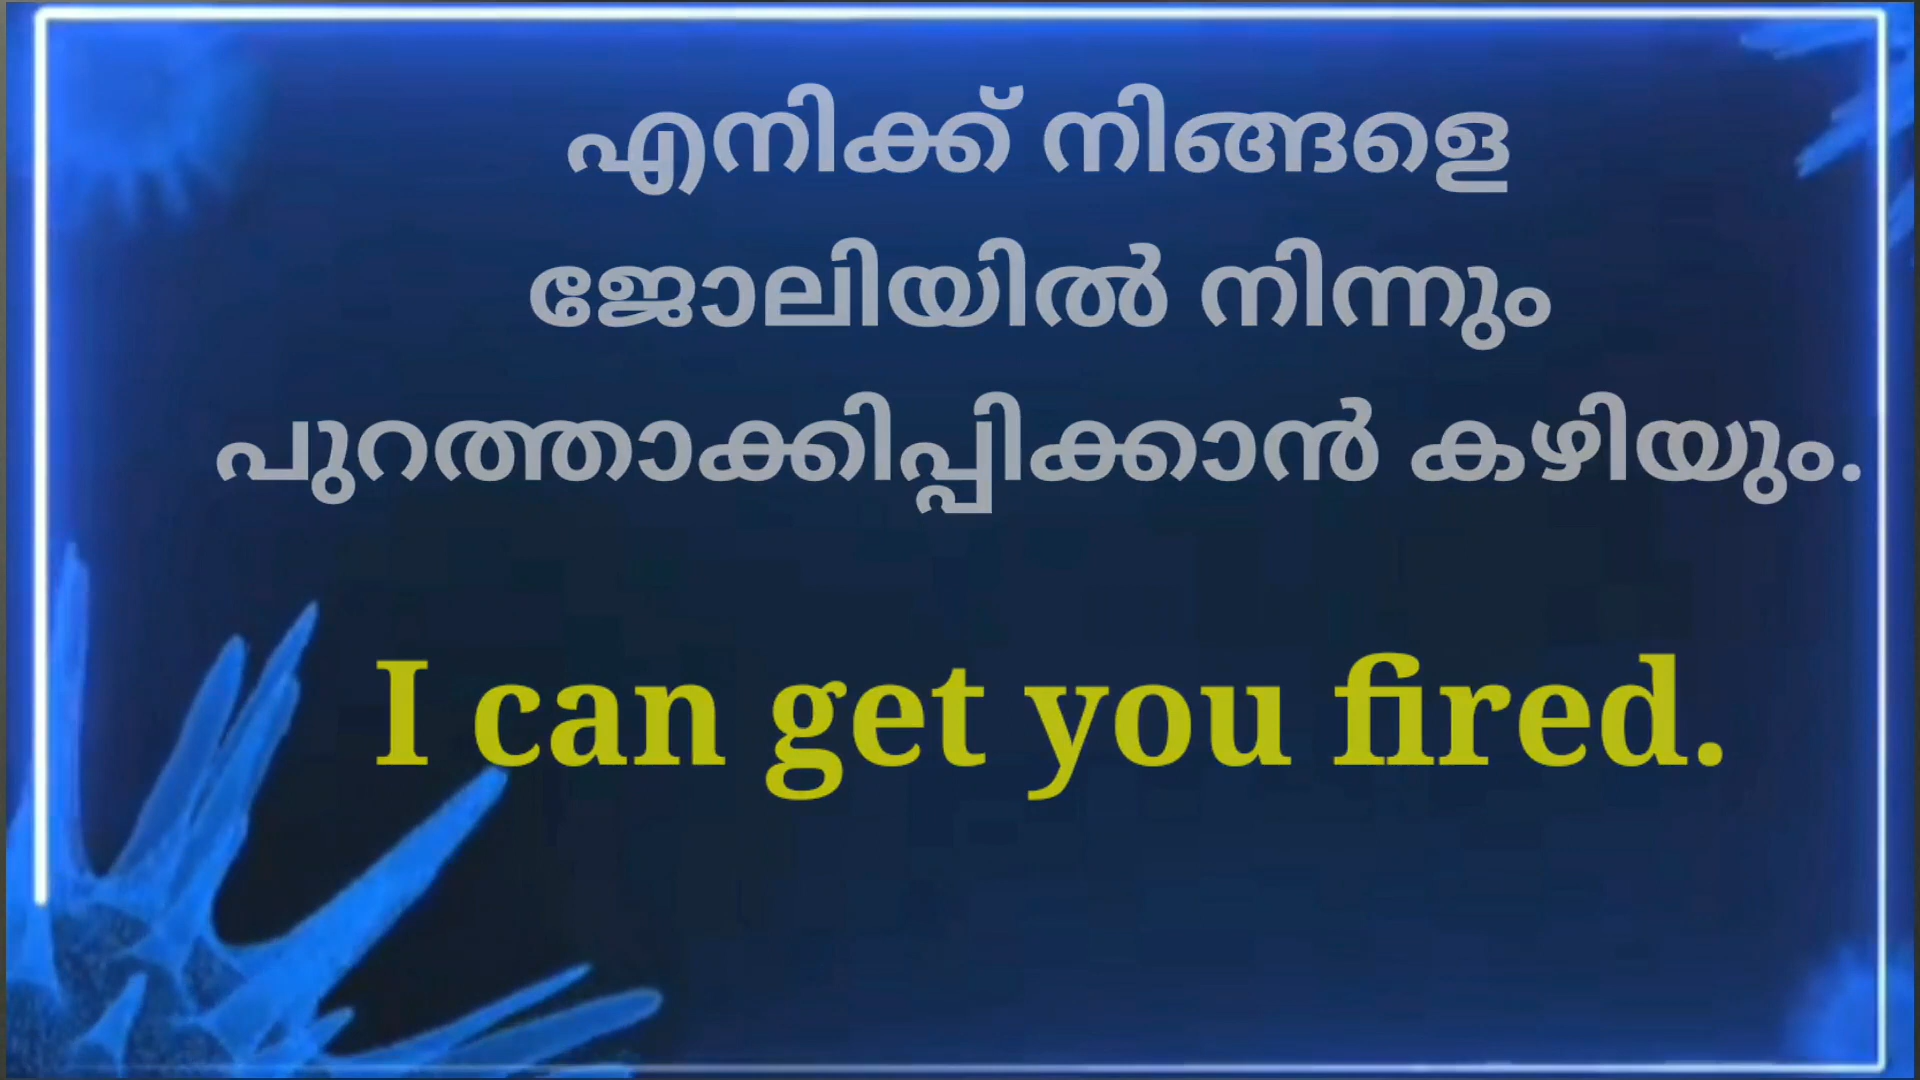 എനിക്ക് നിങ്ങളെ
ജോലിയിൽ നിന്നും
പുറത്താക്കിപ്പിക്കാൻ കഴിയും.
I can get you fired.